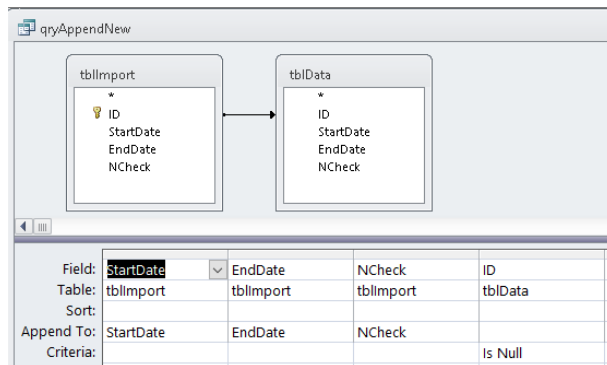 qryAppendNew
tblImport
*
ID
StartDate
EndDate
NCheck
tblData
*
ID
StartDate
EndDate
NCheck
Field: StartDate EndDate NCheck ID
Table: tblImport tblImport tblImport tblData
Sort:
Append To: StartDate EndDate NCheck
Criteria: Is Null